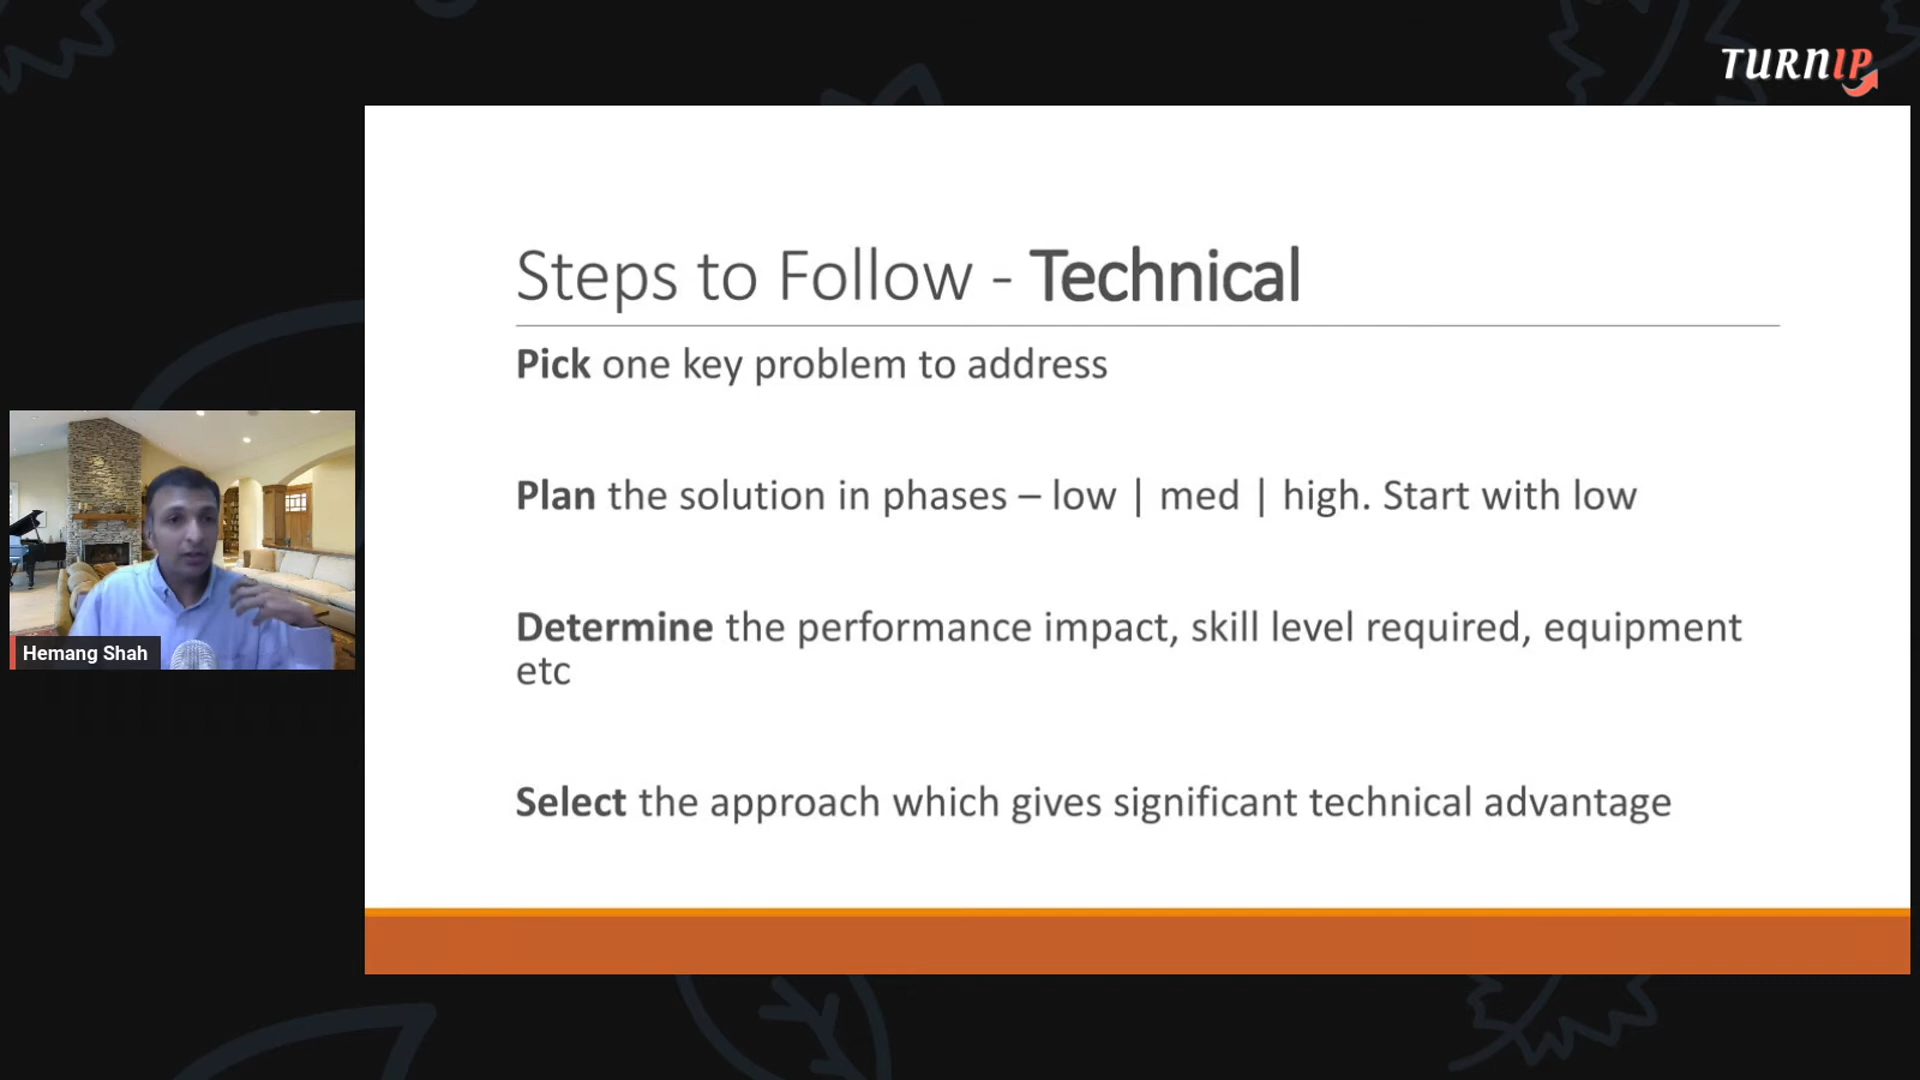 TURNIP
Steps to Follow - Technical
Pick one key problem to address
Plan the solution in phases – low | med | high. Start with low
Determine the performance impact, skill level required, equipment
etc
Select the approach which gives significant technical advantage
Hemang Shah